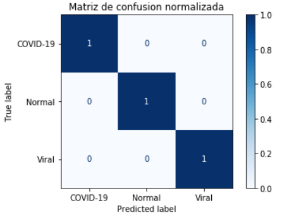 Matriz de confusion normalizada
True label
COVID-19 1 0 0
Normal 0 1 0
Viral 0 0 1
COVID-19 Normal Viral
Predicted label
1.0
0.8
0.6
0.4
0.2
0.0